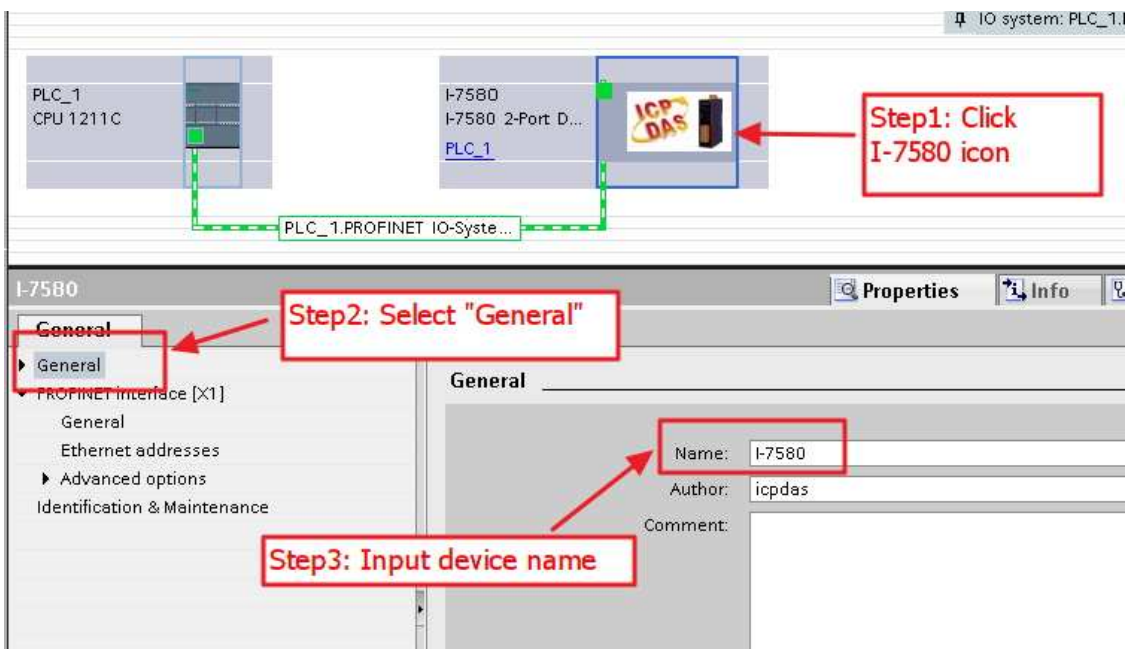 IO system: PLC_1.
PLC_1
CPU 1211C
I-7580
I-7580 2-Port D...
PLC_1
ICP
DAS
Step1: Click
I-7580 icon
PLC_1.PROFINET IO-Syste...
I-7580
Properties
Info
Step2: Select "General"
General
General
PROFINET interface [X1]
General
Ethernet addresses
Advanced options
Identification & Maintenance
General
Name: I-7580
Author: icpdas
Comment:
Step3: Input device name